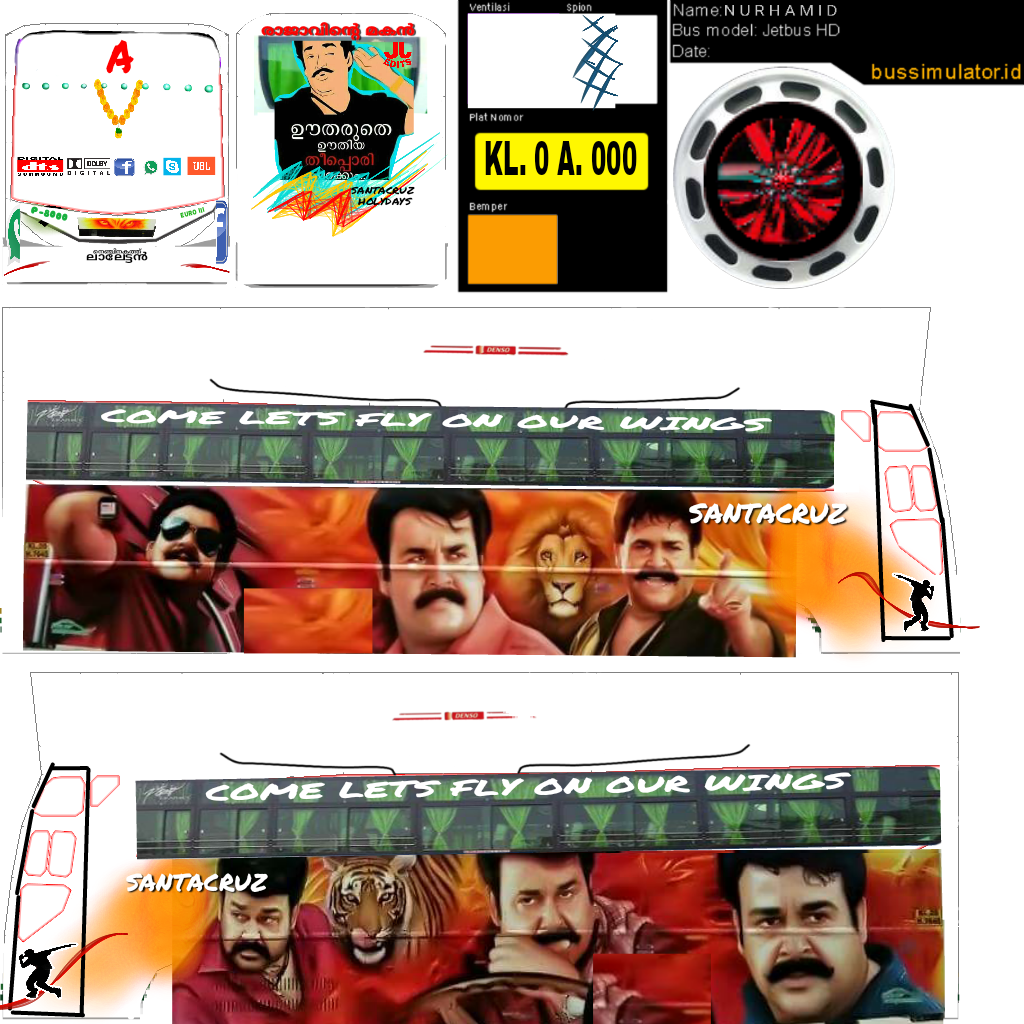 Ventilasi
Spion
Name:NURHAMID
Bus model: Jetbus HD
Date:
bussimulator.id
രാജാവിന്റെ മകൻ
JL
EDITS
A
ഊതരുതെ
ഊതിയ
തീപ്പൊരി
Plat Nomor
KL. 0 A. 000
DIGITAL
dts
SURROUND
DOLBY
DIGITAL
JBL
SANTACRUZ
HOLYDAYS
Bemper
P-8000
EURO III
ലാലേട്ടൻ
DENSO
COME LETS FLY ON OUR WINGS
SANTACRUZ
DENSO
COME LETS FLY ON OUR WINGS
SANTACRUZ